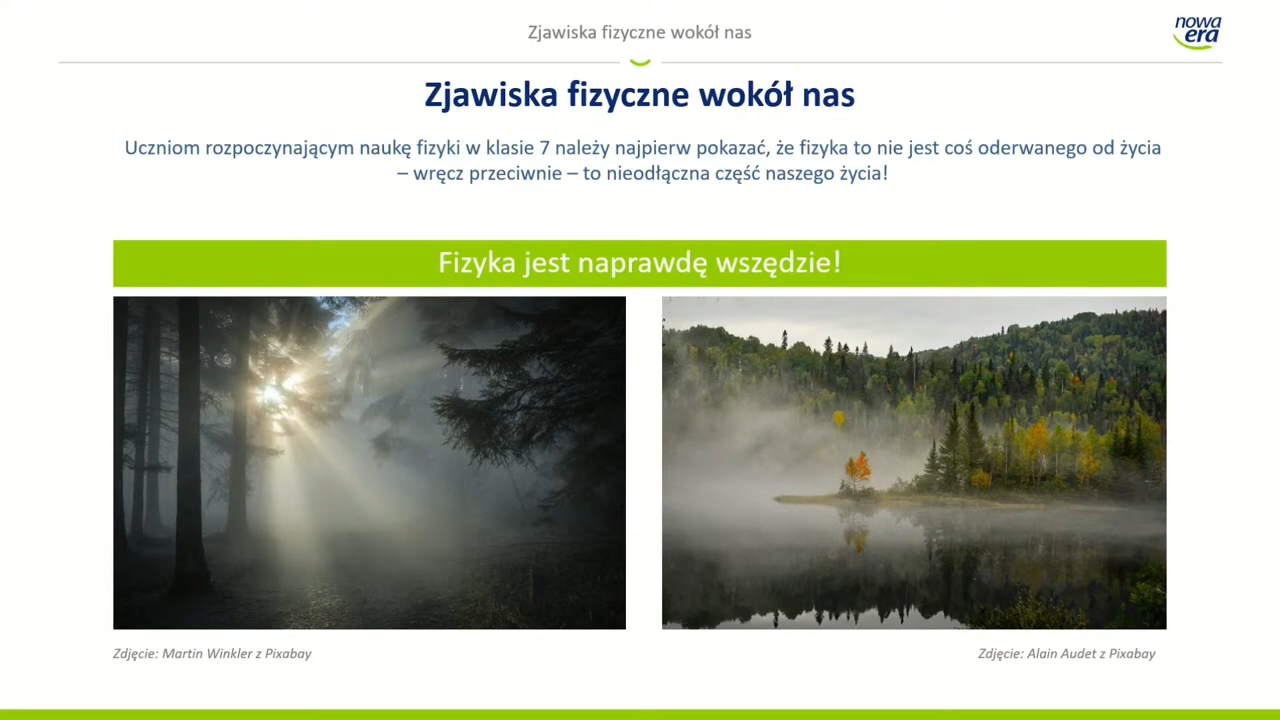 Zjawiska fizyczne wokół nas
nowa
era
Zjawiska fizyczne wokół nas
Uczniom rozpoczynającym naukę fizyki w klasie 7 należy najpierw pokazać, że fizyka to nie jest coś oderwanego od życia
– wręcz przeciwnie – to nieodłączna część naszego życia!
Fizyka jest naprawdę wszędzie!
Zdjęcie: Martin Winkler z Pixabay
Zdjęcie: Alain Audet z Pixabay